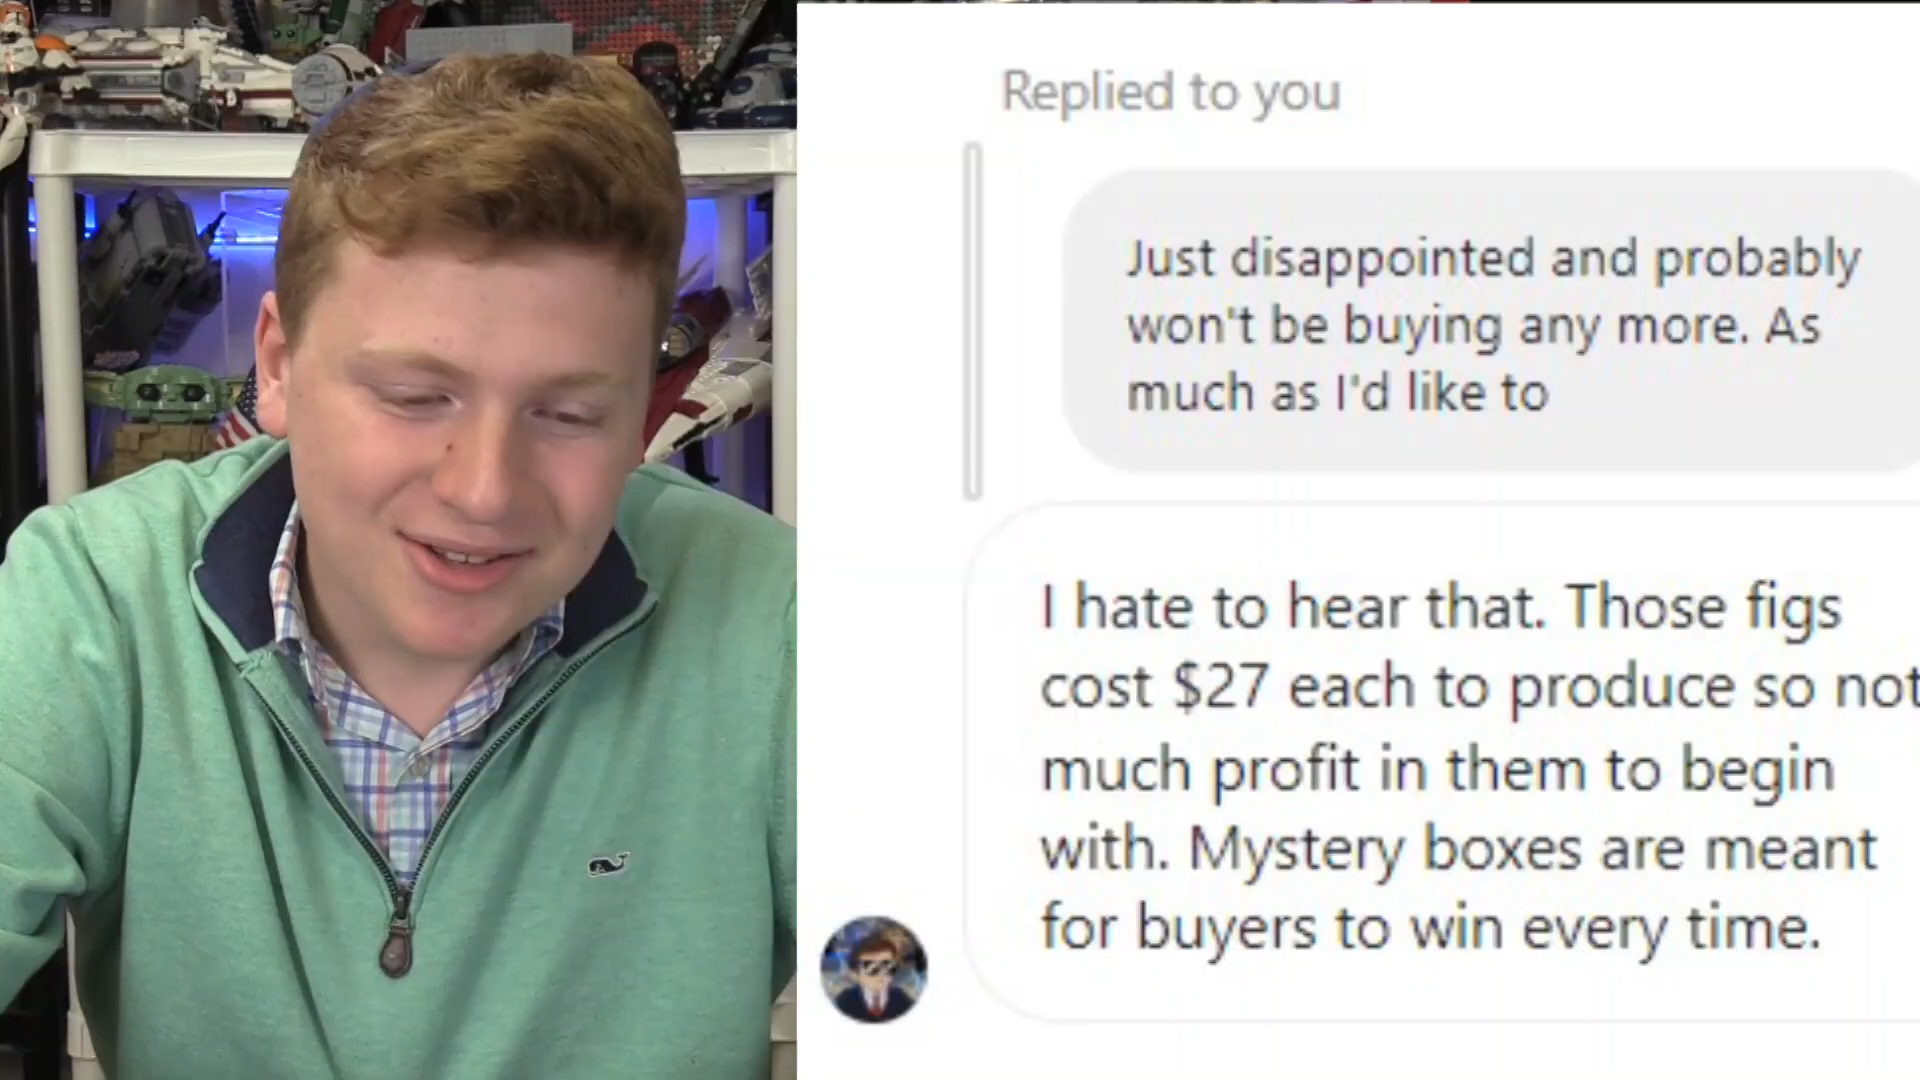 Replied to you
Just disappointed and probably
won't be buying any more. As
much as I'd like to
I hate to hear that. Those figs
cost $27 each to produce so not
much profit in them to begin
with. Mystery boxes are meant
for buyers to win every time.